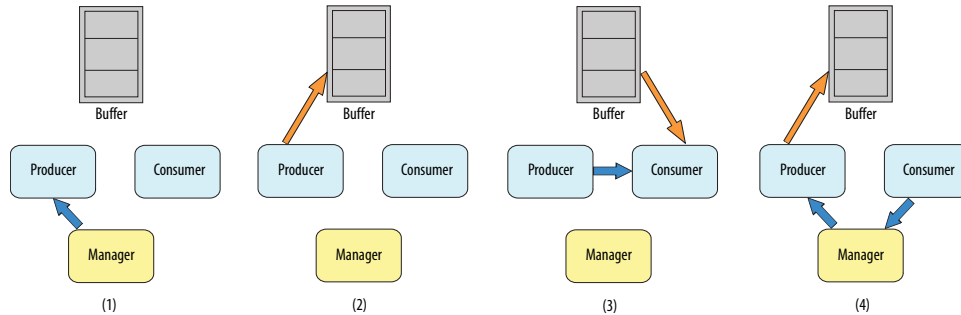 Buffer
Producer
Consumer
Manager
(1)
Buffer
Producer
Consumer
Manager
(2)
Buffer
Producer
Consumer
Manager
(3)
Buffer
Producer
Consumer
Manager
(4)